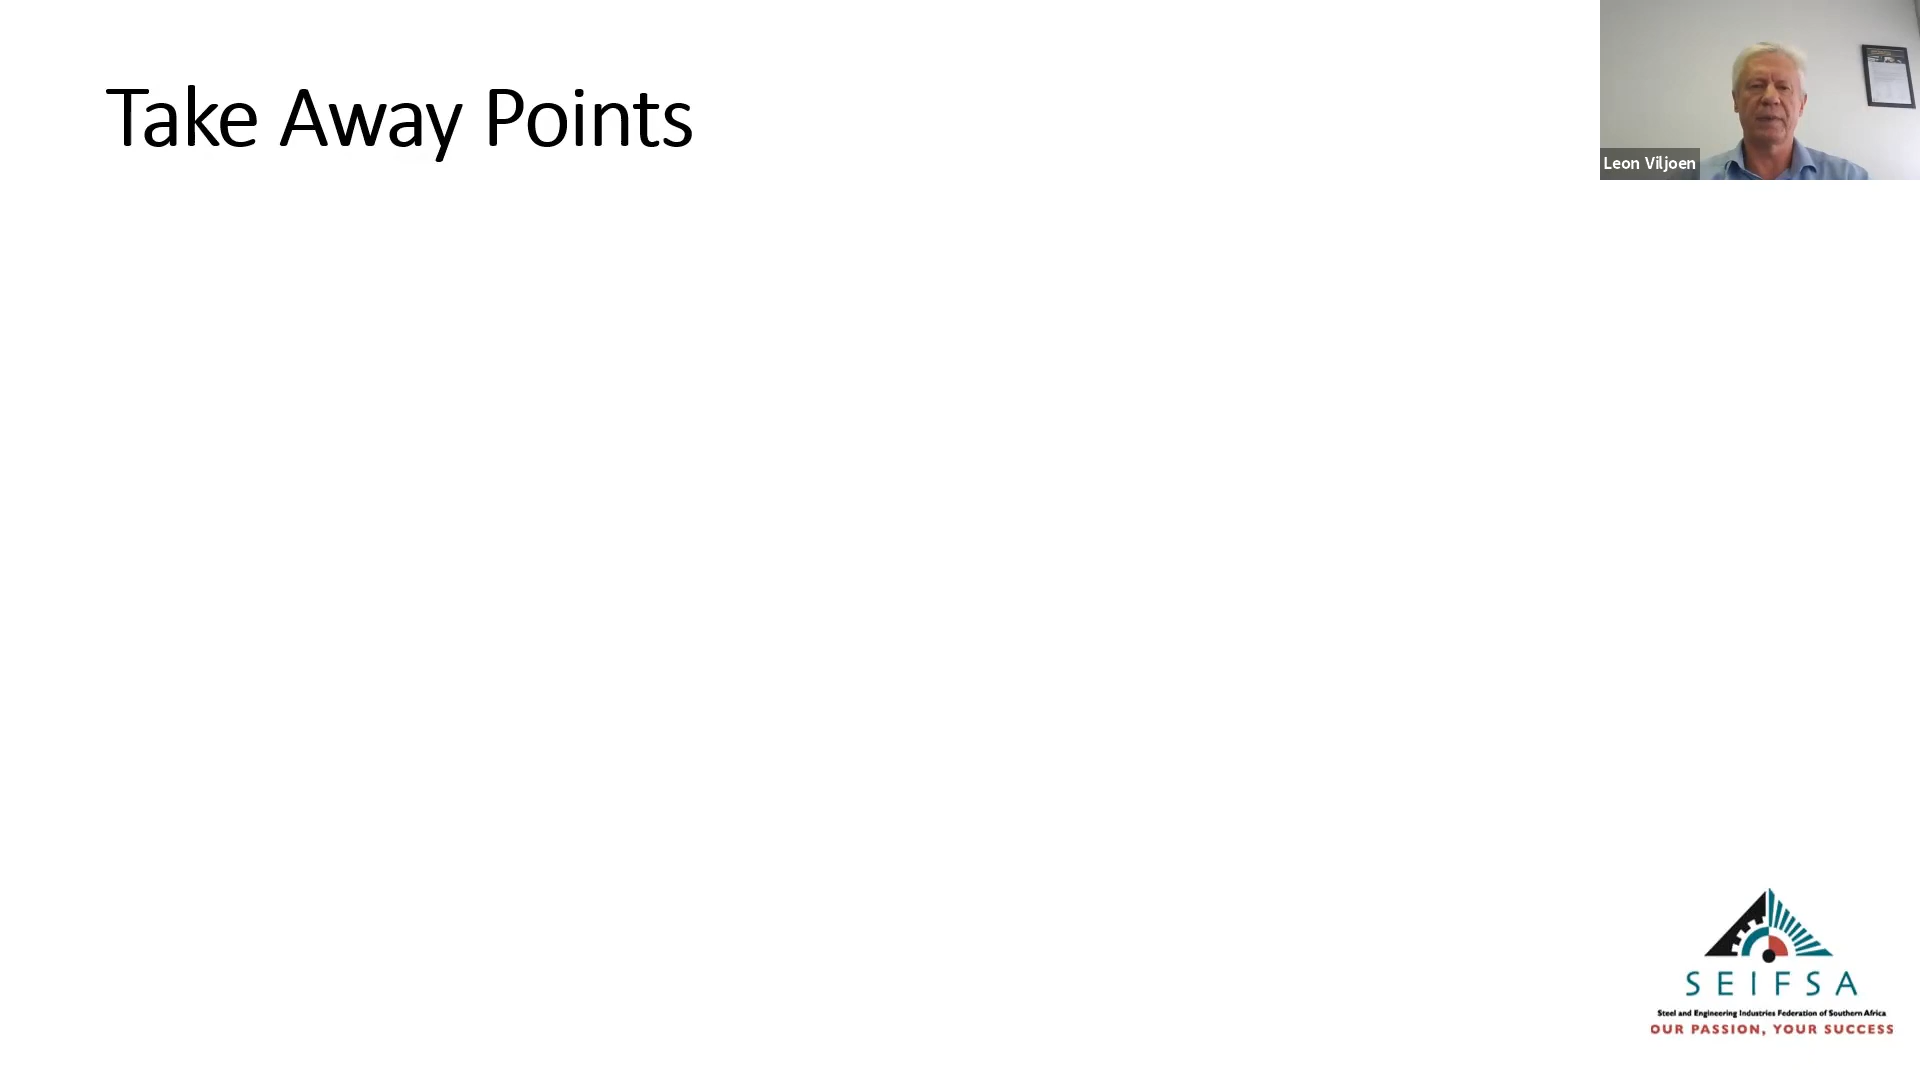 Take Away Points
Leon Viljoen
SEIFSA
Steel and Engineering Industries Federation of Southern Africa
OUR PASSION, YOUR SUCCESS